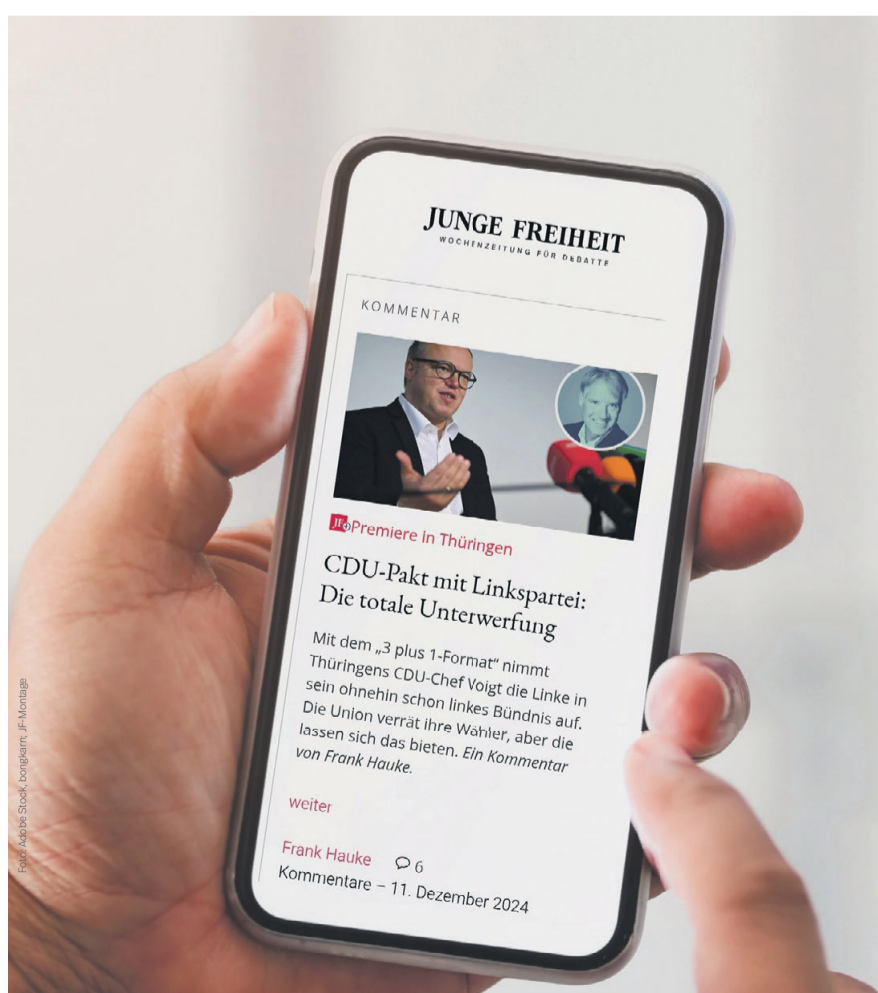 JUNGE FREIHEIT
WOCHENZEITUNG FÜR DEBATTE
KOMMENTAR
JF+Premiere in Thüringen
CDU-Pakt mit Linkspartei:
Die totale Unterwerfung
Mit dem „3 plus 1-Format“ nimmt
Thüringens CDU-Chef Voigt die Linke in
sein ohnehin schon linkes Bündnis auf.
Die Union verrät ihre Wähler, aber die
lassen sich das bieten. Ein Kommentar
von Frank Hauke.
weiter
Frank Hauke 6
Kommentare – 11. Dezember 2024
Foto: Adobe Stock, bongkarn; JF-Montage